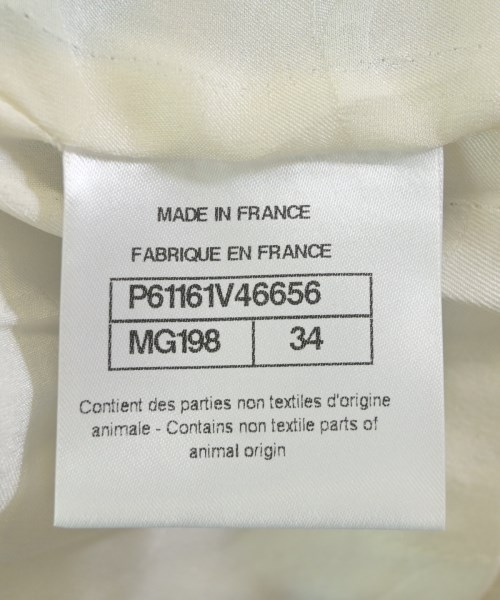 MADE IN FRANCE
FABRIQUE EN FRANCE
P61161V46656
MG198 34
Contient des parties non textiles d'origine
animale - Contains non textile parts of
animal origin